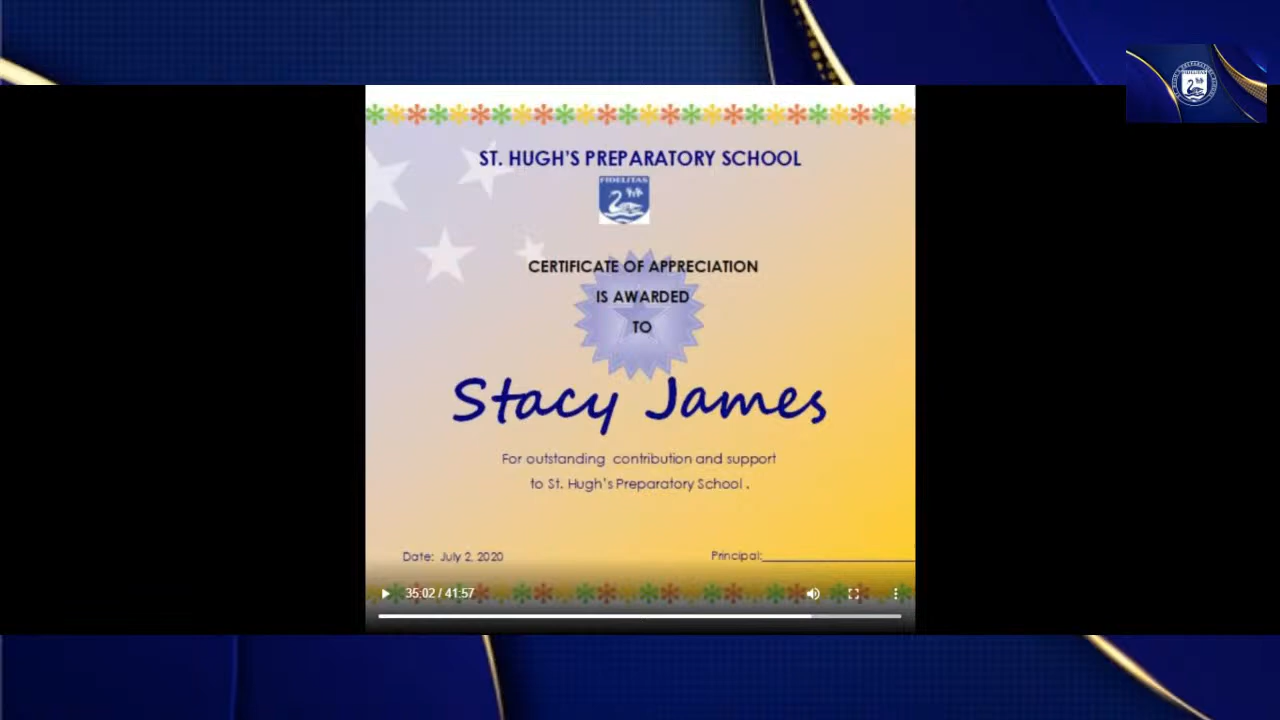 ST. HUGH'S PREPARATORY SCHOOL
FIDELITAS
CERTIFICATE OF APPRECIATION
IS AWARDED
TO
Stacy James
For outstanding contribution and support
to St. Hugh's Preparatory School .
Date: July 2, 2020
Principal:
35:02 / 41:57